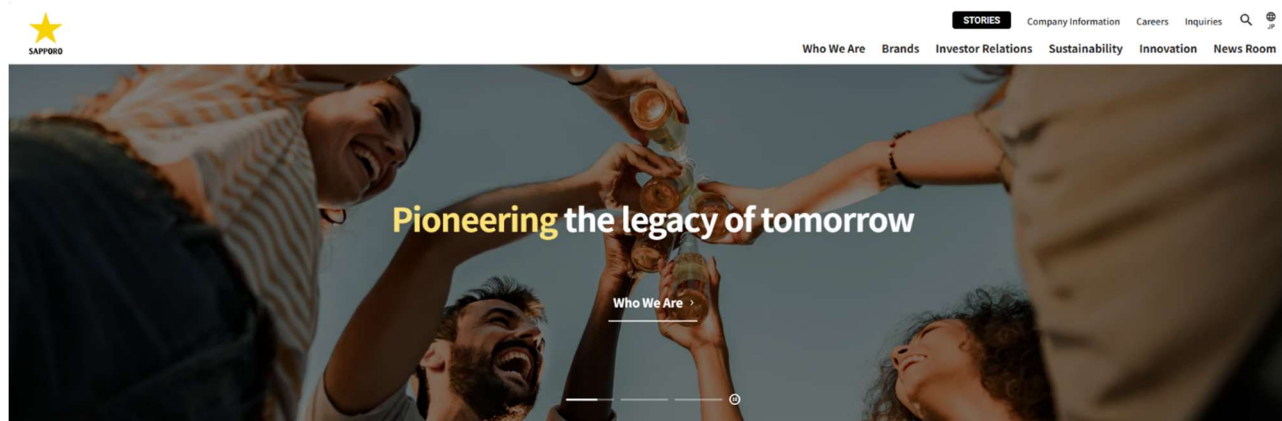 SAPPORO
STORIES Company Information Careers Inquiries JP
Who We Are Brands Investor Relations Sustainability Innovation News Room
Pioneering the legacy of tomorrow
Who We Are